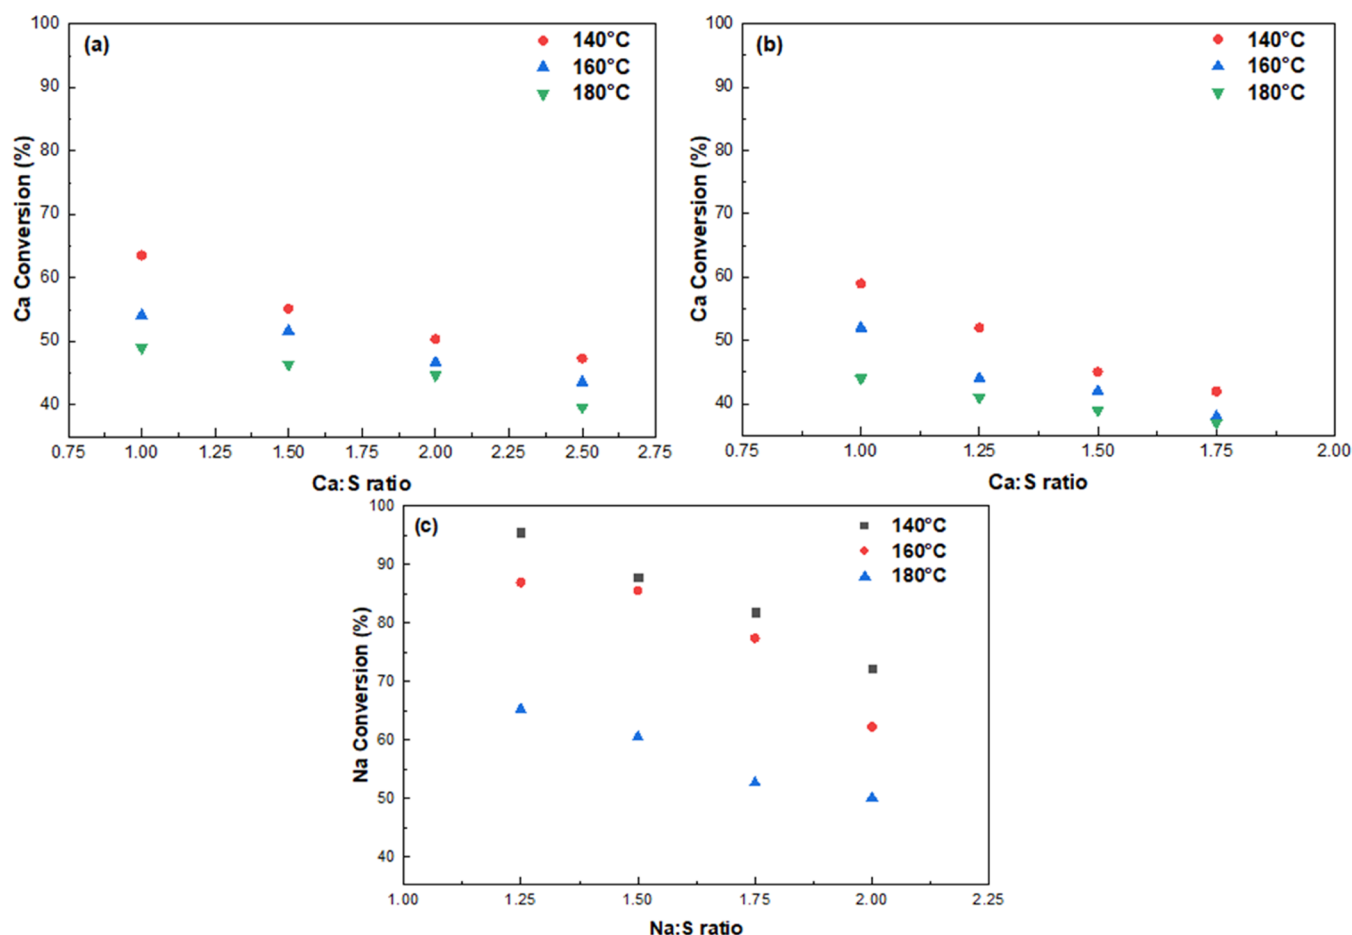 (a)
140°C
160°C
180°C
100
90
80
70
60
50
40
Ca Conversion (%)
0.75 1.00 1.25 1.50 1.75 2.00 2.25 2.50 2.75
Ca:S ratio
(b)
140°C
160°C
180°C
100
90
80
70
60
50
40
Ca Conversion (%)
0.75 1.00 1.25 1.50 1.75 2.00
Ca:S ratio
(c)
140°C
160°C
180°C
100
90
80
70
60
50
40
Na Conversion (%)
1.00 1.25 1.50 1.75 2.00 2.25
Na:S ratio